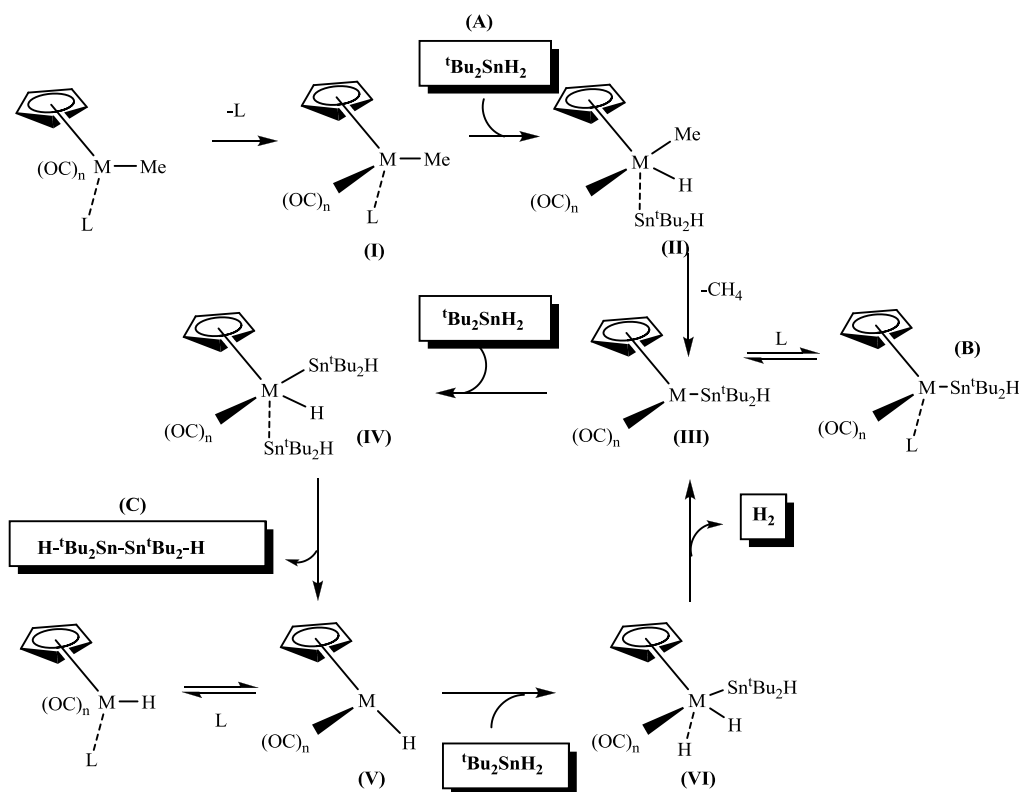 (A)
ᵗBu₂SnH₂
-L
M Me
(OC)ₙ
L
M Me
(OC)ₙ
L
(I)
Me
M
H
(OC)ₙ
SnᵗBu₂H
(II)
-CH₄
ᵗBu₂SnH₂
SnᵗBu₂H
M
H
(OC)ₙ
SnᵗBu₂H
(IV)
M SnᵗBu₂H
(OC)ₙ
(III)
L
(B)
M SnᵗBu₂H
(OC)ₙ
L
(C)
H-ᵗBu₂Sn-SnᵗBu₂-H
H₂
(OC)ₙ M H
L
L
M
(OC)ₙ
H
(V)
ᵗBu₂SnH₂
SnᵗBu₂H
M
H
(OC)ₙ
H
(VI)